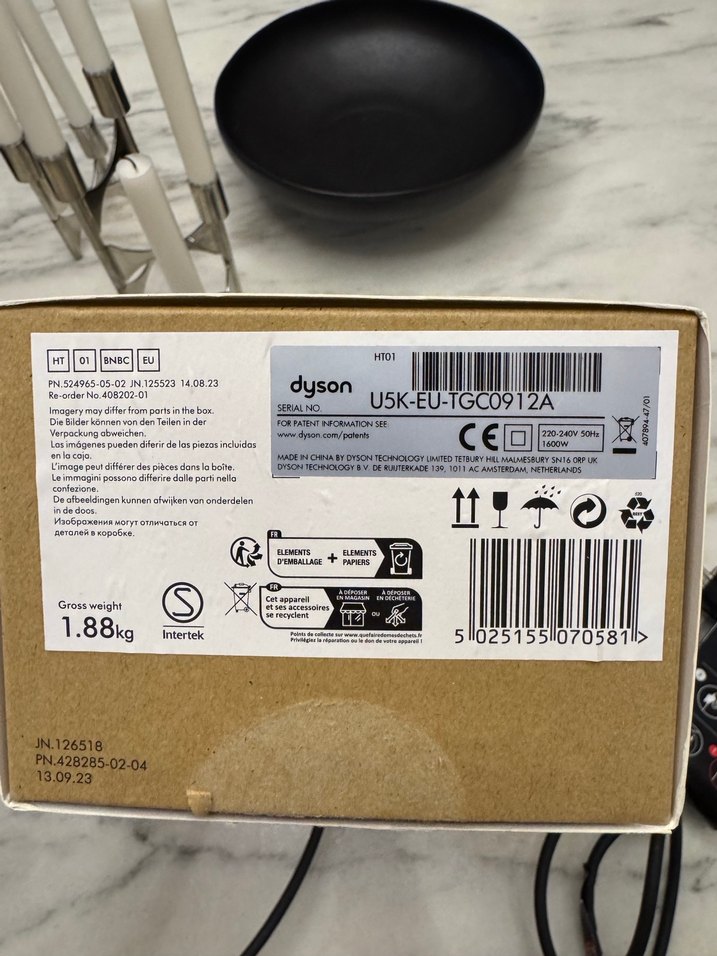 HT 01 BNBC EU
PN.524965-05-02 JN.125523 14.08.23
Re-order No.408202-01
Imagery may differ from parts in the box.
Die Bilder können von den Teilen in der
Verpackung abweichen.
Las imágenes pueden diferir de las piezas incluidas
en la caja.
L'image peut différer des pièces dans la boîte.
Le immagini possono differire dalle parti nella
confezione.
De afbeeldingen kunnen afwijken van onderdelen
in de doos.
Изображения могут отличаться от
деталей в коробке.
HT01
dyson
SERIAL NO.
U5K-EU-TGC0912A
FOR PATENT INFORMATION SEE:
www.dyson/patents
CE
220-240V 50Hz
1600W
407894-47/01
MADE IN CHINA BY DYSON TECHNOLOGY LIMITED TETBURY HILL MALMESBURY SN16 0RP UK
DYSON TECHNOLOGY B.V. DE RUIJTERKADE 139, 1011 AC AMSTERDAM, NETHERLANDS
FR
ELEMENTS
D'EMBALLAGE
+
ELEMENTS
PAPIERS
FR
Cet appareil
et ses accessoires
se recyclent
À DÉPOSER
EN MAGASIN
OU
À DÉPOSER
EN DÉCHÈTERIE
Points de collecte sur www.quefairedemesdechets.fr
Privilégiez la réparation ou le don de votre appareil !
Gross weight
1.88kg
S
Intertek
5 025155 070581 >
JN.126518
PN.428285-02-04
13.09.23